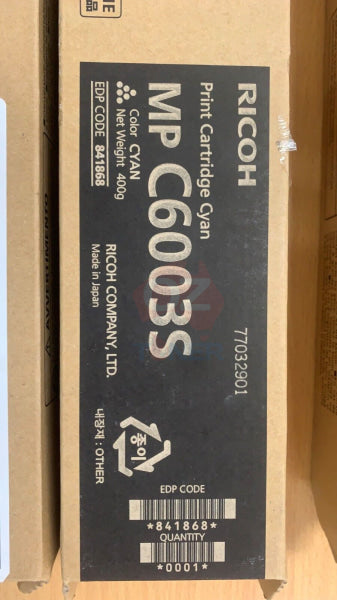 RICOH
Print Cartridge Cyan
MP C6003S
Color CYAN
Net Weight 400g
EDP CODE 841868
RICOH COMPANY, LTD.
Made in Japan
77032901
종이
내장재 : OTHER
EDP CODE
*841868*
QUANTITY
*0001*